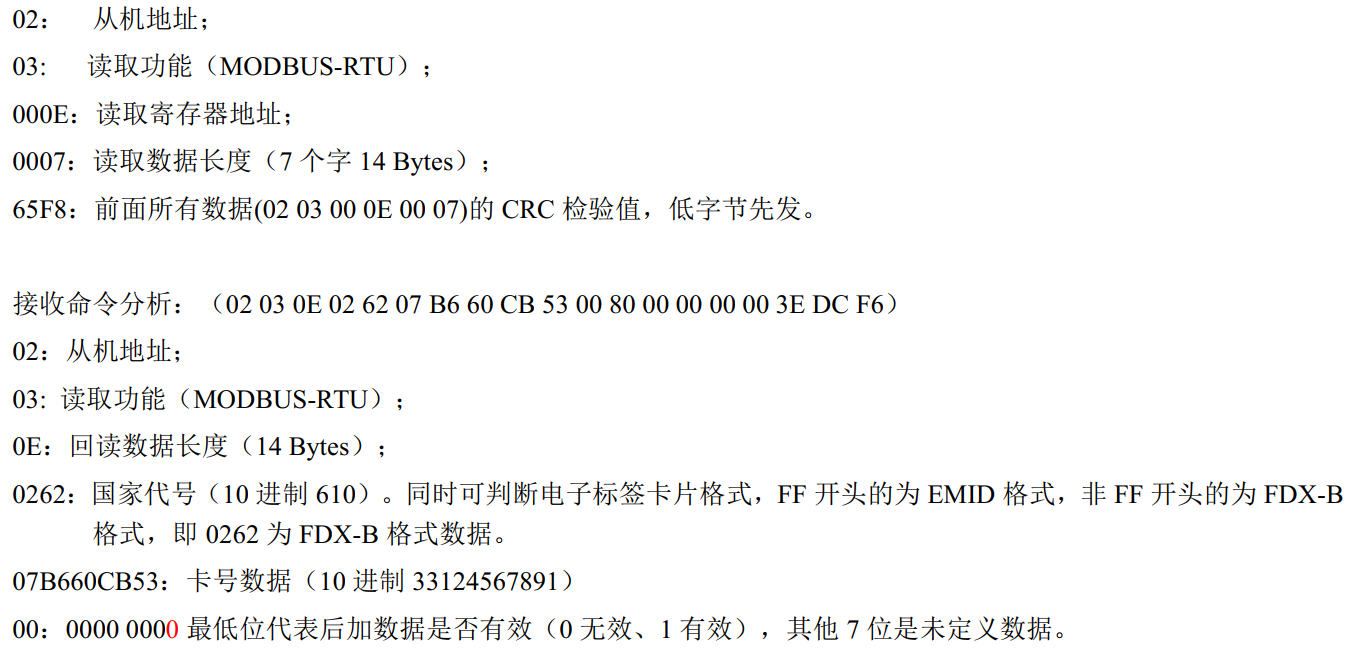 02： 从机地址；
03: 读取功能（MODBUS-RTU）；
000E：读取寄存器地址；
0007：读取数据长度（7 个字 14 Bytes）；
65F8：前面所有数据(02 03 00 0E 00 07)的 CRC 检验值，低字节先发。
接收命令分析：（02 03 0E 02 62 07 B6 60 CB 53 00 80 00 00 00 00 3E DC F6）
02：从机地址；
03: 读取功能（MODBUS-RTU）；
0E：回读数据长度（14 Bytes）；
0262：国家代号（10 进制 610）。同时可判断电子标签卡片格式，FF 开头的为 EMID 格式，非 FF 开头的为 FDX-B
格式，即 0262 为 FDX-B 格式数据。
07B660CB53：卡号数据（10 进制 33124567891）
00：0000 0000 最低位代表后加数据是否有效（0 无效、1 有效），其他 7 位是未定义数据。